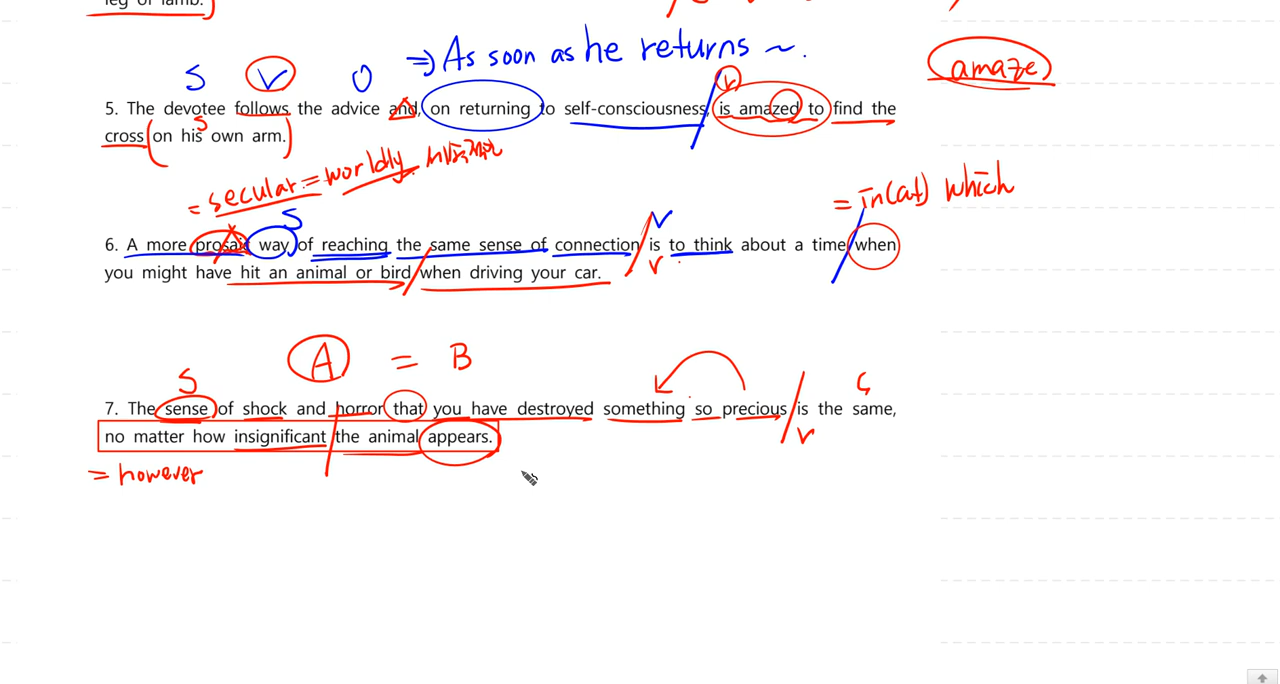 leg of lamb.
amaze
⇒ As soon as he returns ~.
S V O V
5. The devotee follows the advice and, on returning to self-consciousness, is amazed to find the
S
cross on his own arm.
= secular = worldly
= in(at) which
S V
6. A more prosaic way of reaching the same sense of connection is to think about a time when
V
you might have hit an animal or bird when driving your car.
A = B
S
7. The sense of shock and horror that you have destroyed something so precious is the same,
V
no matter how insignificant the animal appears.
= however